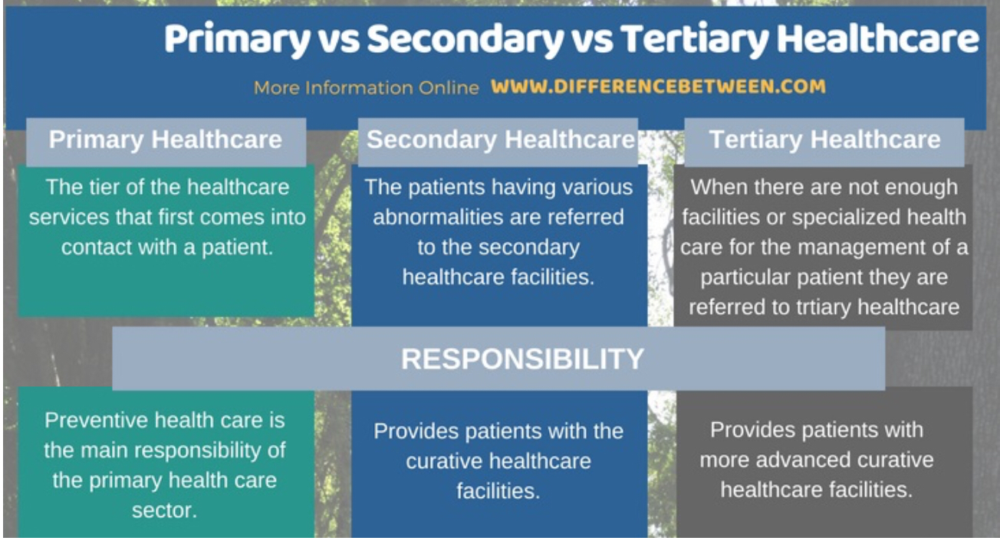 Primary vs Secondary vs Tertiary Healthcare
More Information Online WWW.DIFFERENCEBETWEEN.COM
Primary Healthcare
The tier of the healthcare
services that first comes into
contact with a patient.
Secondary Healthcare
The patients having various
abnormalities are referred
to the secondary
healthcare facilities.
Tertiary Healthcare
When there are not enough
facilities or specialized health
care for the management of a
particular patient they are
referred to trtiary healthcare
RESPONSIBILITY
Preventive health care is
the main responsibility of
the primary health care
sector.
Provides patients with the
curative healthcare
facilities.
Provides patients with
more advanced curative
healthcare facilities.